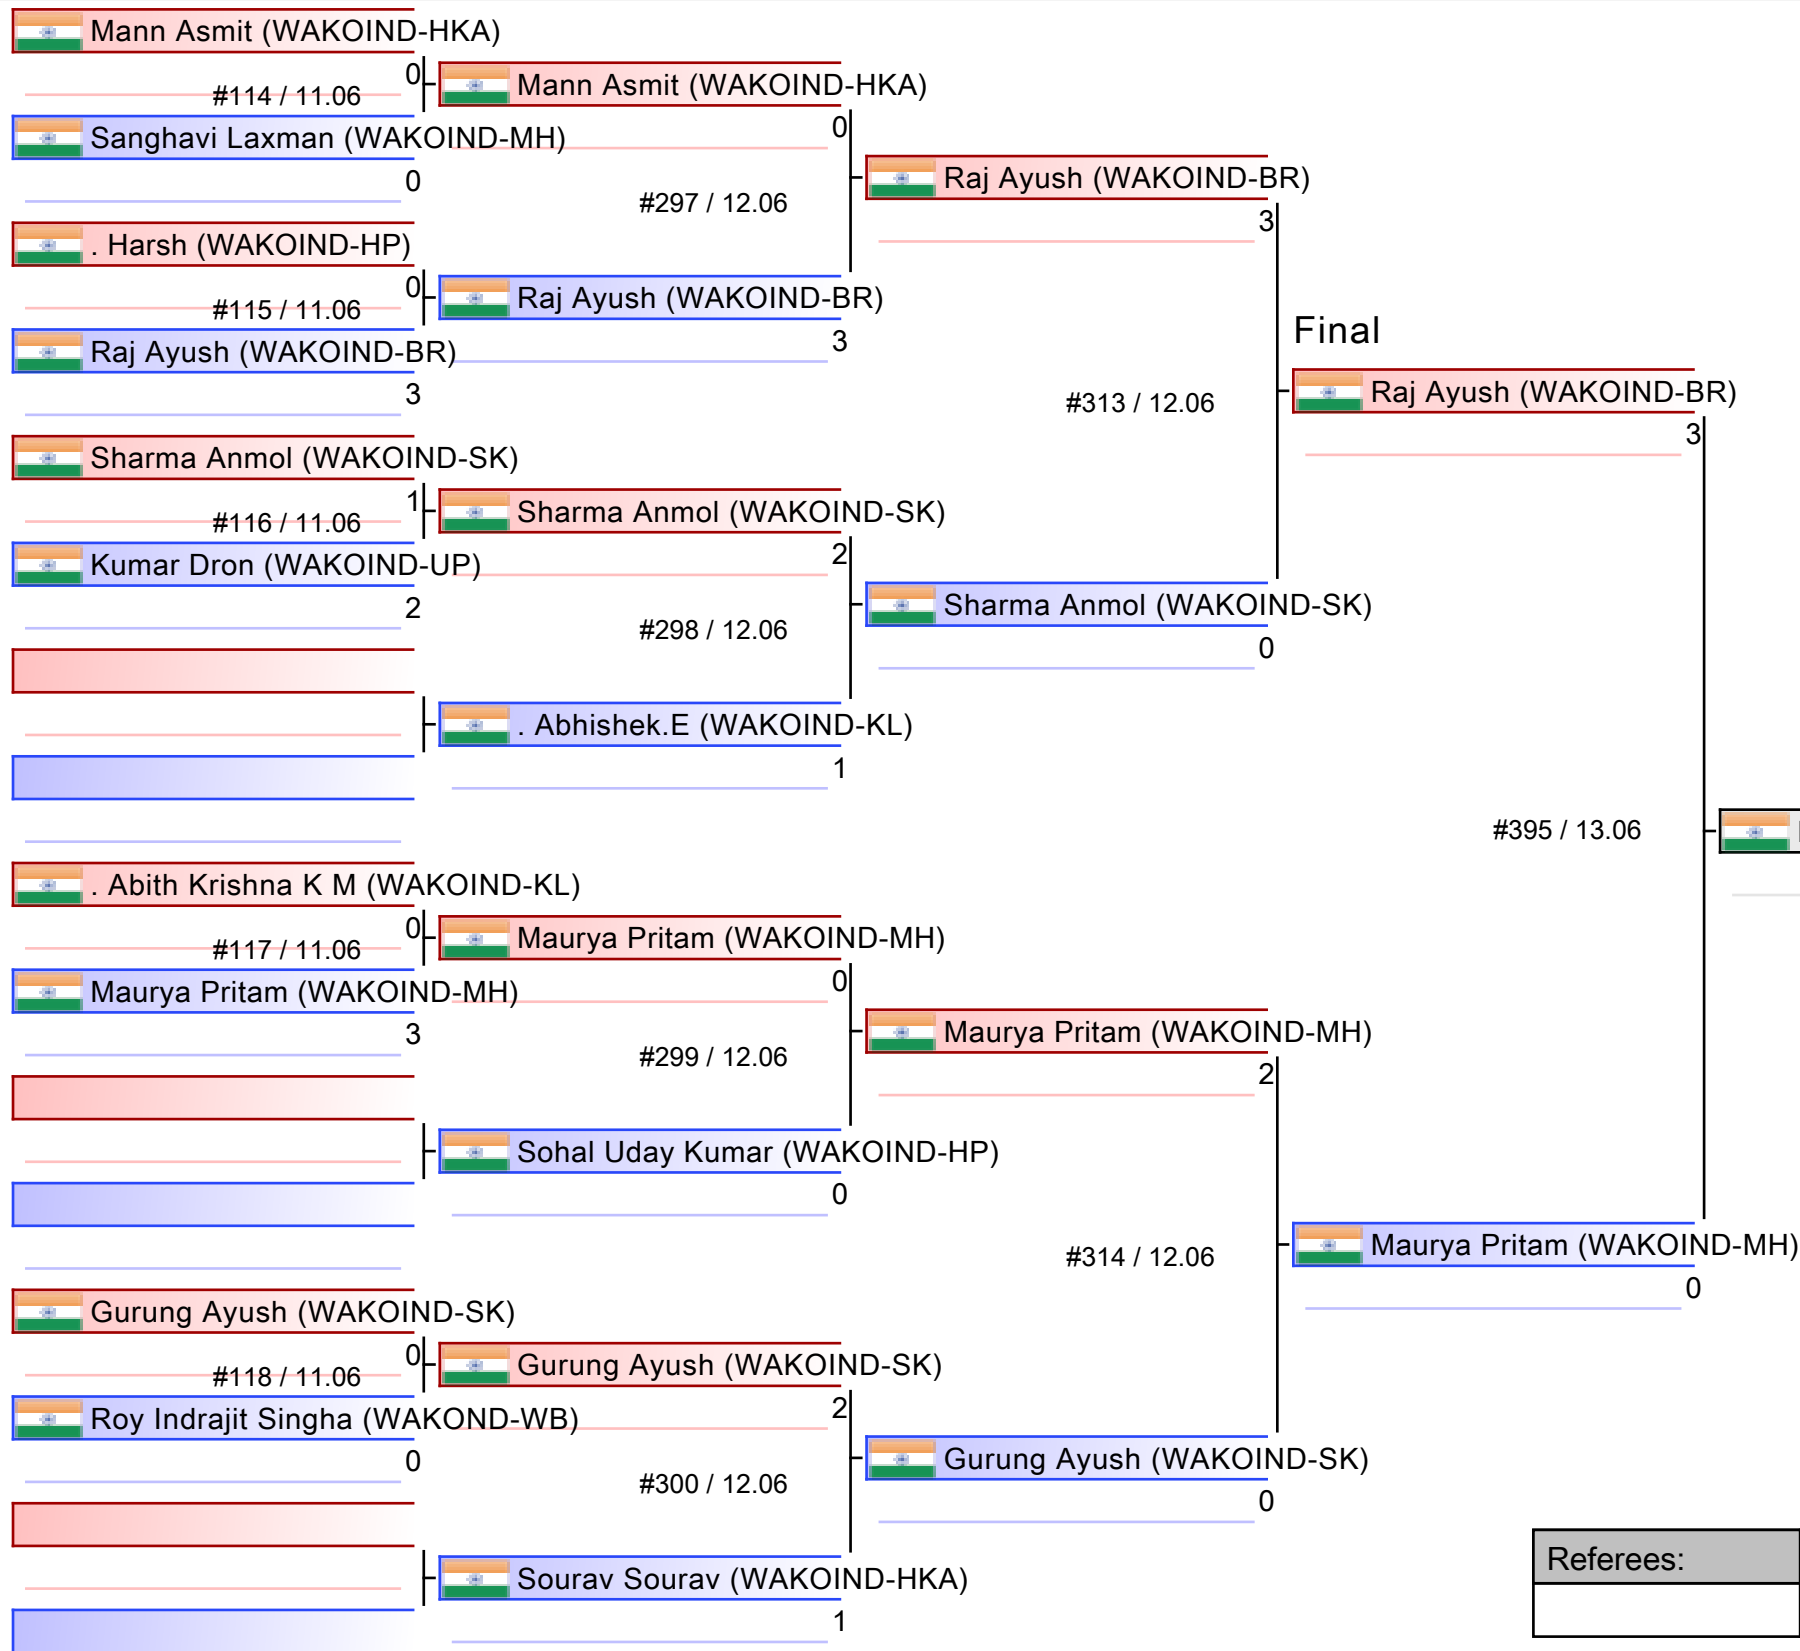 Mann Asmit (WAKOIND-HKA)
0
#114 / 11.06
Sanghavi Laxman (WAKOIND-MH)
0
. Harsh (WAKOIND-HP)
0
#115 / 11.06
Raj Ayush (WAKOIND-BR)
3
Sharma Anmol (WAKOIND-SK)
1
#116 / 11.06
Kumar Dron (WAKOIND-UP)
2
. Abith Krishna K M (WAKOIND-KL)
0
#117 / 11.06
Maurya Pritam (WAKOIND-MH)
3
Gurung Ayush (WAKOIND-SK)
0
#118 / 11.06
Roy Indrajit Singha (WAKOND-WB)
0
Mann Asmit (WAKOIND-HKA)
0
#297 / 12.06
Raj Ayush (WAKOIND-BR)
3
Sharma Anmol (WAKOIND-SK)
2
#298 / 12.06
. Abhishek.E (WAKOIND-KL)
1
Maurya Pritam (WAKOIND-MH)
0
#299 / 12.06
Sohal Uday Kumar (WAKOIND-HP)
0
Gurung Ayush (WAKOIND-SK)
2
#300 / 12.06
Sourav Sourav (WAKOIND-HKA)
1
Raj Ayush (WAKOIND-BR)
3
#313 / 12.06
Sharma Anmol (WAKOIND-SK)
0
Maurya Pritam (WAKOIND-MH)
2
#314 / 12.06
Gurung Ayush (WAKOIND-SK)
0
Final
Raj Ayush (WAKOIND-BR)
3
#395 / 13.06
Maurya Pritam (WAKOIND-MH)
0
Referees: